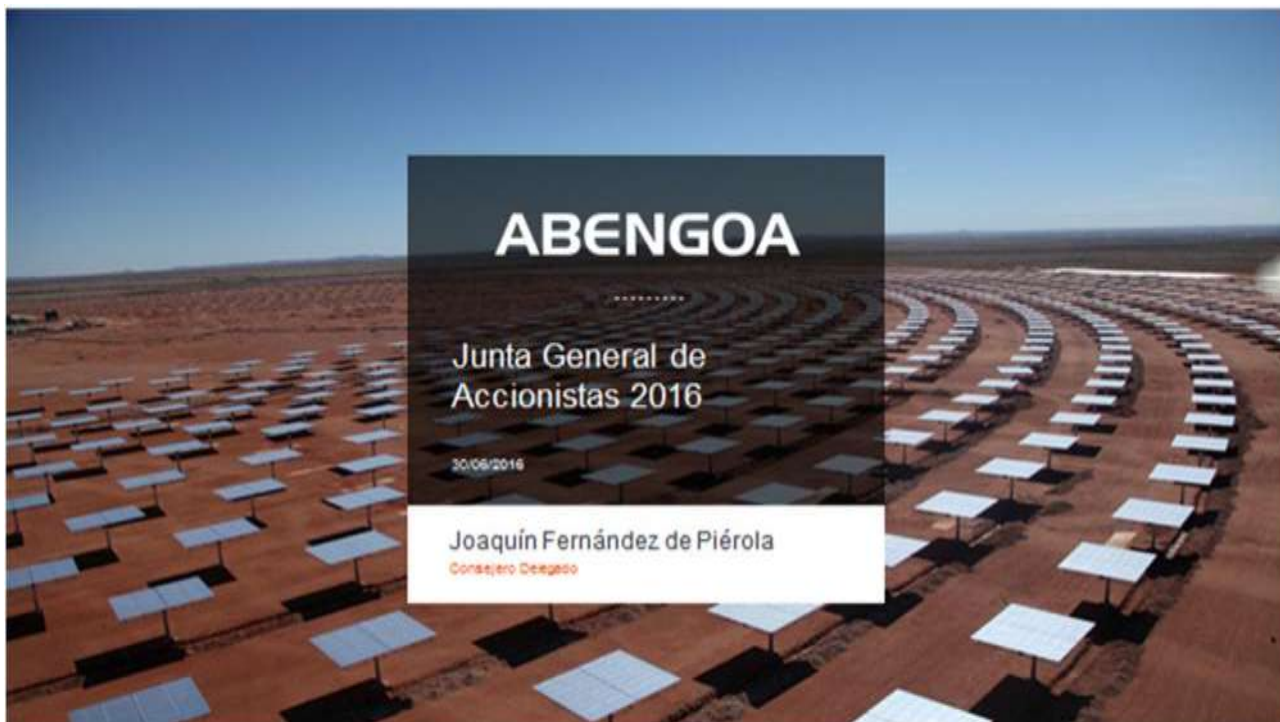 ABENGOA
Junta General de
Accionistas 2016
30/06/2016
Joaquín Fernández de Piérola
Consejero Delegado